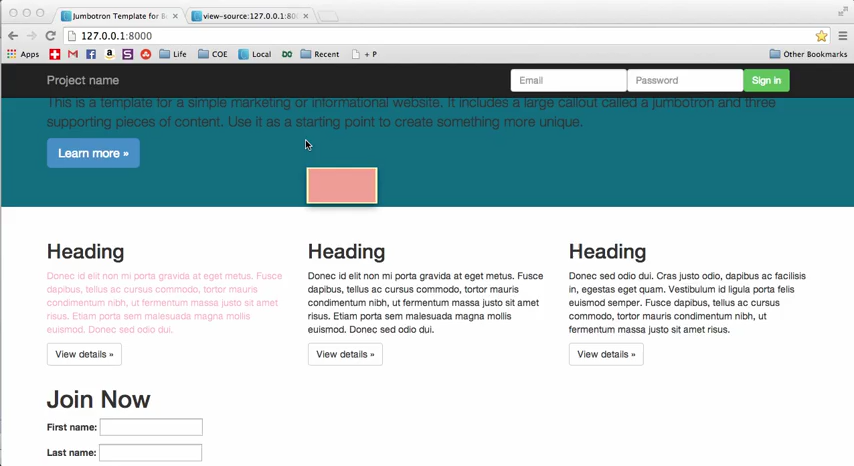 Jumbotron Template for Bo
view-source:127.0.0.1:800
127.0.0.1:8000
Apps
Life
COE
Local
Recent
+ P
Other Bookmarks
Project name
Email
Password
Sign in
This is a template for a simple marketing or informational website. It includes a large callout called a jumbotron and three
supporting pieces of content. Use it as a starting point to create something more unique.
Learn more »
Heading
Donec id elit non mi porta gravida at eget metus. Fusce
dapibus, tellus ac cursus commodo, tortor mauris
condimentum nibh, ut fermentum massa justo sit amet
risus. Etiam porta sem malesuada magna mollis
euismod. Donec sed odio dui.
View details »
Heading
Donec id elit non mi porta gravida at eget metus. Fusce
dapibus, tellus ac cursus commodo, tortor mauris
condimentum nibh, ut fermentum massa justo sit amet
risus. Etiam porta sem malesuada magna mollis
euismod. Donec sed odio dui.
View details »
Heading
Donec sed odio dui. Cras justo odio, dapibus ac facilisis
in, egestas eget quam. Vestibulum id ligula porta felis
euismod semper. Fusce dapibus, tellus ac cursus
commodo, tortor mauris condimentum nibh, ut
fermentum massa justo sit amet risus.
View details »
Join Now
First name:
Last name: